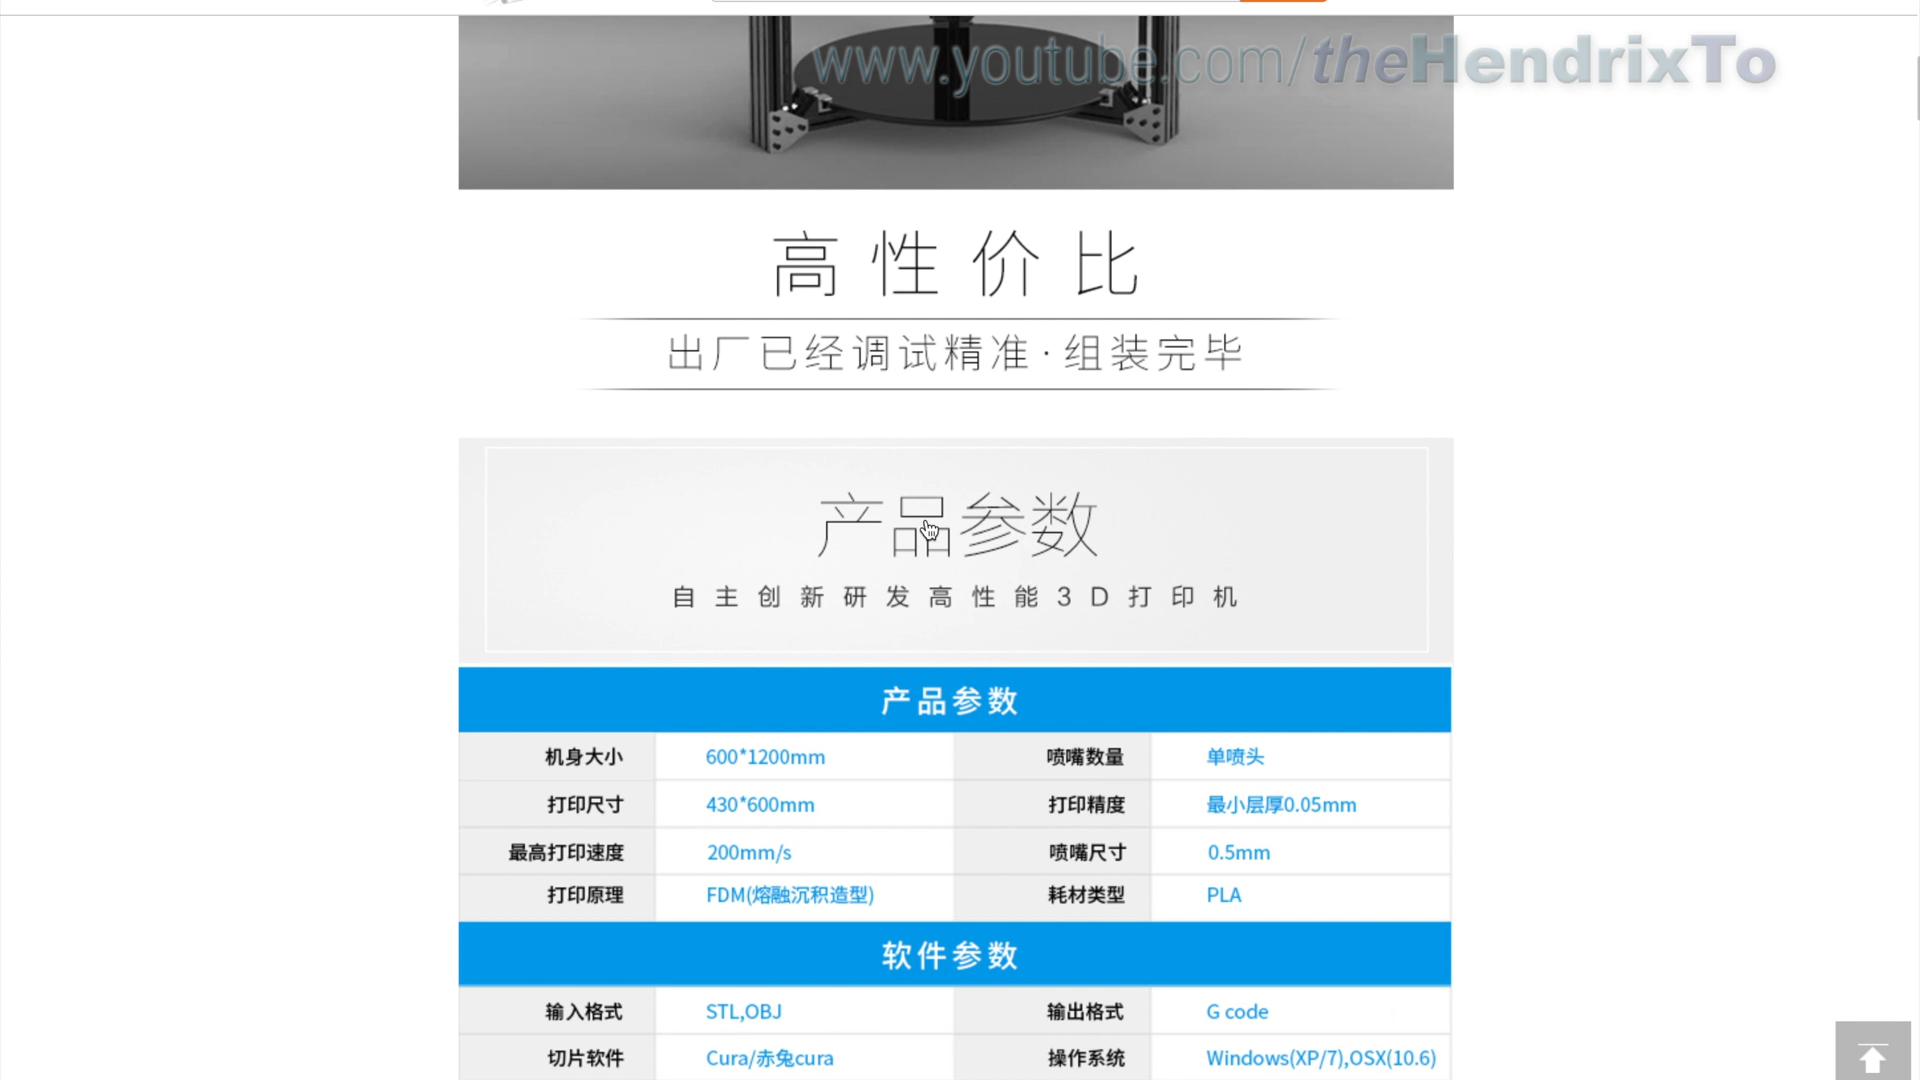 www.youtube.com/theHendrixTo
高性价比
出厂已经调试精准·组装完毕
产品参数
自主创新研发高性能3D打印机
产品参数
机身大小 600*1200mm 喷嘴数量 单喷头
打印尺寸 430*600mm 打印精度 最小层厚0.05mm
最高打印速度 200mm/s 喷嘴尺寸 0.5mm
打印原理 FDM(熔融沉积造型) 耗材类型 PLA
软件参数
输入格式 STL,OBJ 输出格式 G code
切片软件 Cura/赤兔cura 操作系统 Windows(XP/7),OSX(10.6)